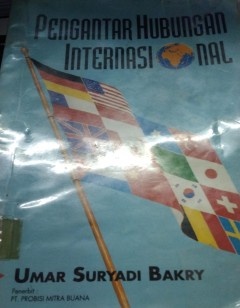 PENGANTAR HUBUNGAN
INTERNASIONAL
UMAR SURYADI BAKRY
Penerbit :
PT. PROBISI MITRA BUANA